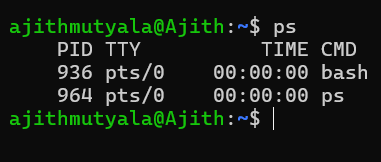 ajithmutyala@Ajith:~$ ps
    PID TTY          TIME CMD
    936 pts/0    00:00:00 bash
    964 pts/0    00:00:00 ps
ajithmutyala@Ajith:~$